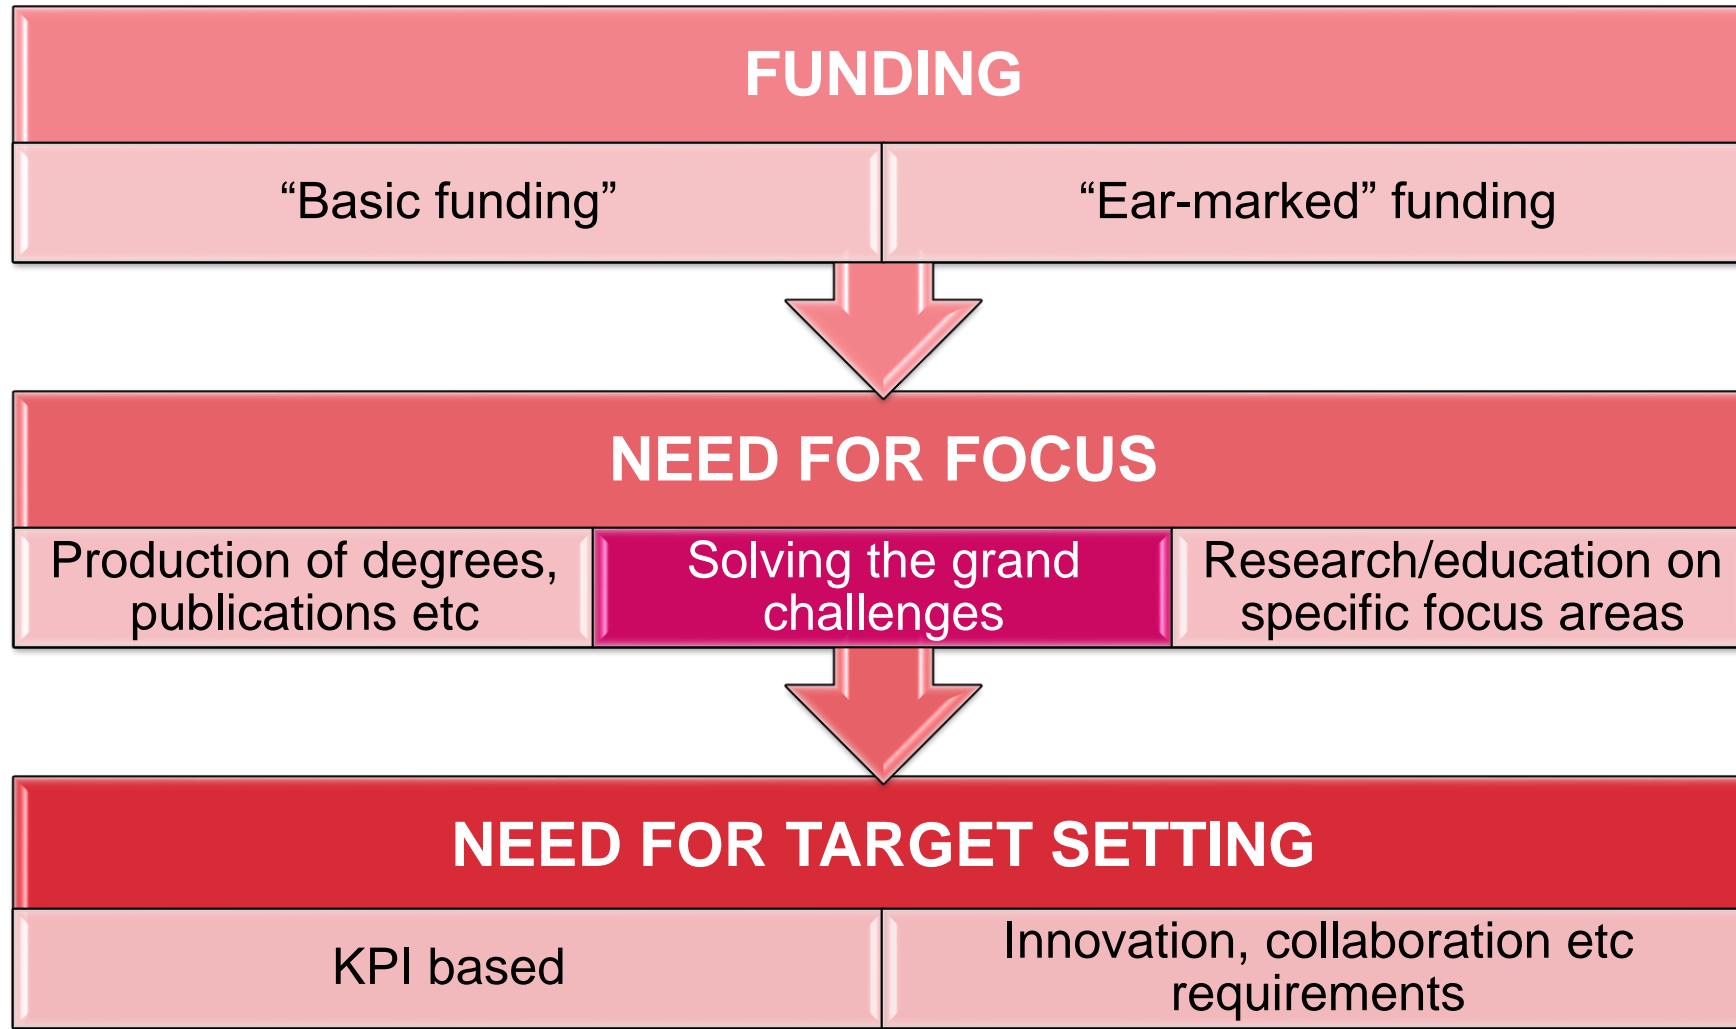 FUNDING
“Basic funding”
“Ear-marked” funding
NEED FOR FOCUS
Production of degrees,
publications etc
Solving the grand
challenges
Research/education on
specific focus areas
NEED FOR TARGET SETTING
KPI based
Innovation, collaboration etc
requirements